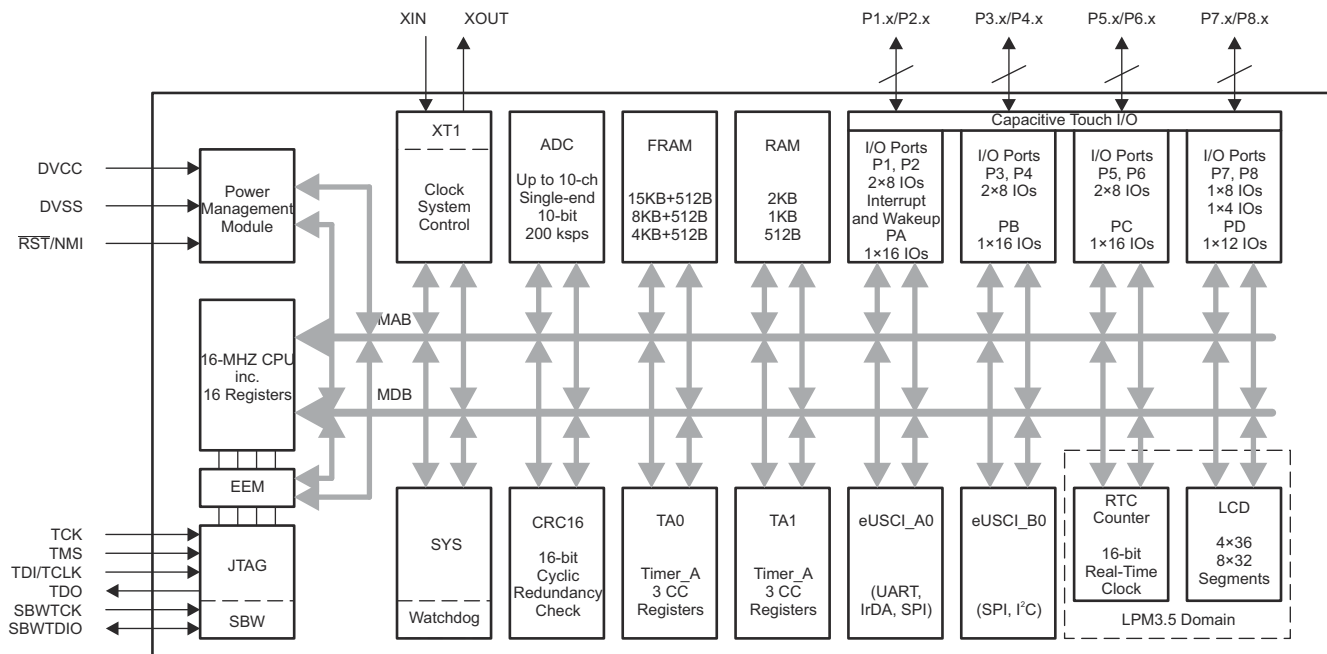 XIN
XOUT
P1.x/P2.x
P3.x/P4.x
P5.x/P6.x
P7.x/P8.x
DVCC
DVSS
RST/NMI
Power
Management
Module
XT1
Clock
System
Control
ADC
Up to 10-ch
Single-end
10-bit
200 ksps
FRAM
15KB+512B
8KB+512B
4KB+512B
RAM
2KB
1KB
512B
Capacitive Touch I/O
I/O Ports
P1, P2
2×8 IOs
Interrupt
and Wakeup
PA
1×16 IOs
I/O Ports
P3, P4
2×8 IOs
PB
1×16 IOs
I/O Ports
P5, P6
2×8 IOs
PC
1×16 IOs
I/O Ports
P7, P8
1×8 IOs
1×4 IOs
PD
1×12 IOs
MAB
16-MHZ CPU
inc.
16 Registers
MDB
EEM
TCK
TMS
TDI/TCLK
TDO
SBWTCK
SBWTDIO
JTAG
SBW
SYS
Watchdog
CRC16
16-bit
Cyclic
Redundancy
Check
TA0
Timer_A
3 CC
Registers
TA1
Timer_A
3 CC
Registers
eUSCI_A0
(UART,
IrDA, SPI)
eUSCI_B0
(SPI, I²C)
RTC
Counter
16-bit
Real-Time
Clock
LCD
4×36
8×32
Segments
LPM3.5 Domain